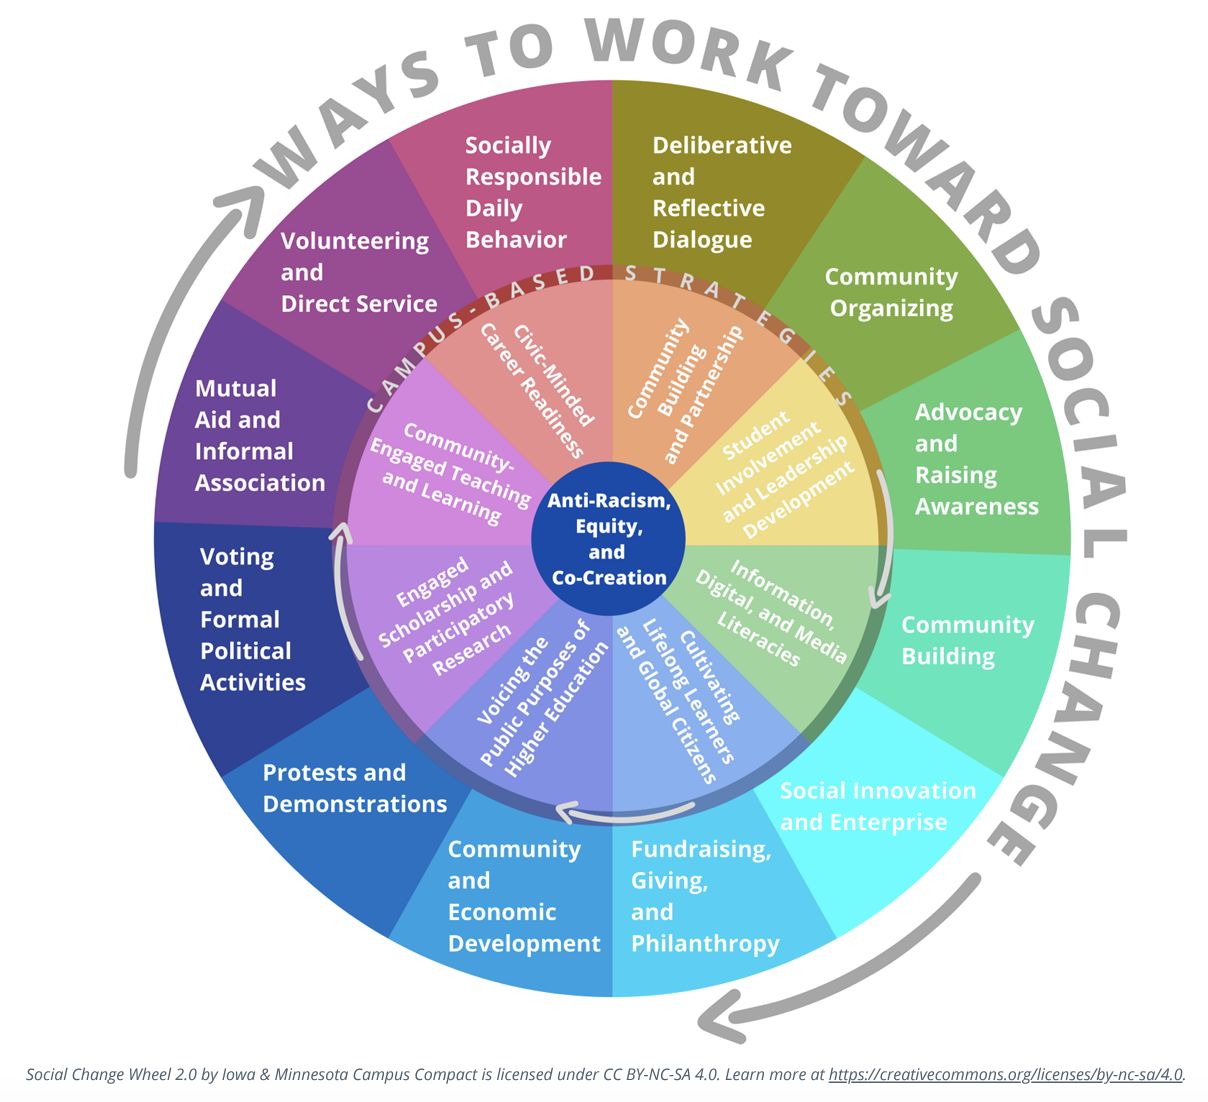 WAYS TO WORK TOWARD SOCIAL CHANGE
Socially
Responsible
Daily
Behavior
Deliberative
and
Reflective
Dialogue
Community
Organizing
Advocacy
and
Raising
Awareness
Community
Building
Social Innovation
and Enterprise
Fundraising,
Giving,
and
Philanthropy
Community
and
Economic
Development
Protests and
Demonstrations
Voting
and
Formal
Political
Activities
Mutual
Aid and
Informal
Association
Volunteering
and
Direct Service
CAMPUS-BASED STRATEGIES
Civic-Minded
Career Readiness
Community
Building
and Partnership
Student
Involvement
and Leadership
Development
Information,
Digital, and Media
Literacies
Cultivating
Lifelong Learners
and Global Citizens
Voicing the
Public Purposes of
Higher Education
Engaged
Scholarship and
Participatory
Research
Community-
Engaged Teaching
and Learning
Anti-Racism,
Equity,
and
Co-Creation
Social Change Wheel 2.0 by Iowa & Minnesota Campus Compact is licensed under CC BY-NC-SA 4.0. Learn more at https://creativecommons.org/licenses/by-nc-sa/4.0.